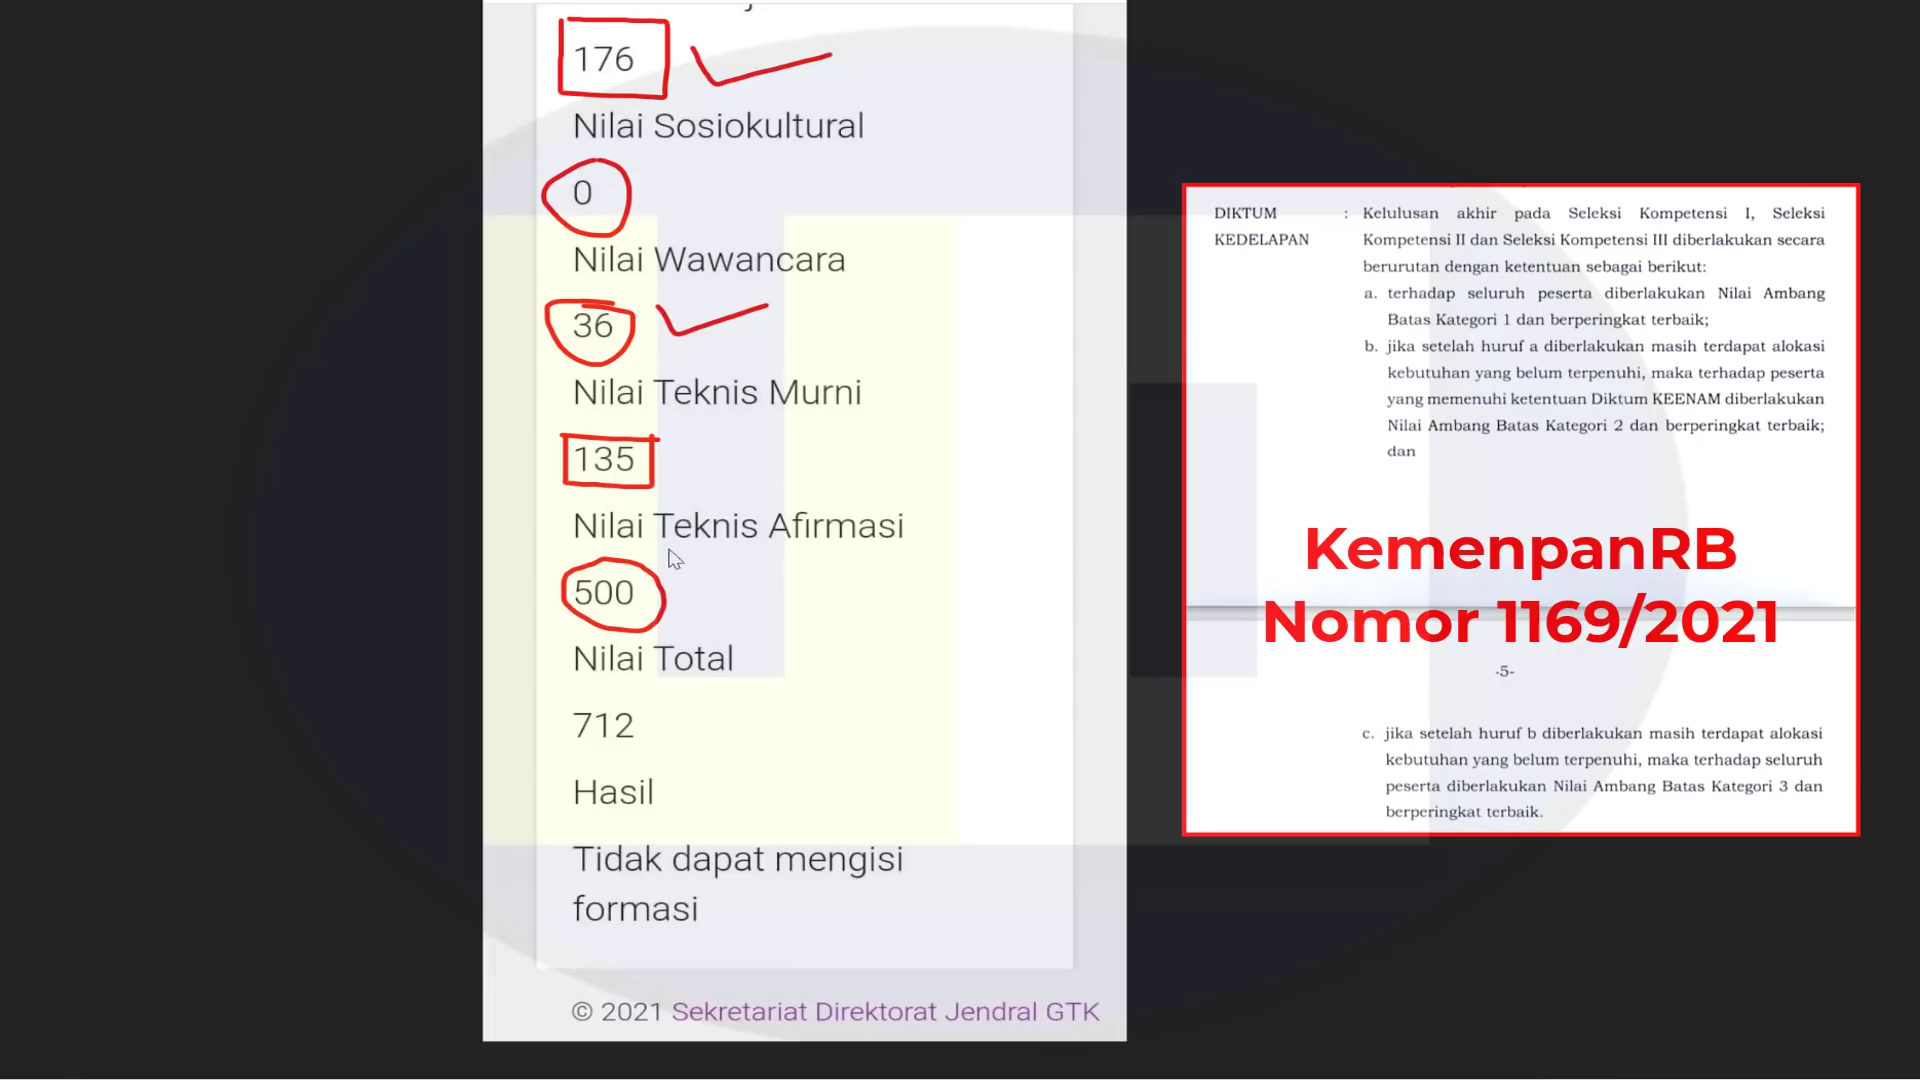 176
Nilai Sosiokultural
0
Nilai Wawancara
36
Nilai Teknis Murni
135
Nilai Teknis Afirmasi
500
Nilai Total
712
Hasil
Tidak dapat mengisi
formasi
© 2021 Sekretariat Direktorat Jendral GTK
DIKTUM : Kelulusan akhir pada Seleksi Kompetensi I, Seleksi
KEDELAPAN Kompetensi II dan Seleksi Kompetensi III diberlakukan secara
berurutan dengan ketentuan sebagai berikut:
a. terhadap seluruh peserta diberlakukan Nilai Ambang
Batas Kategori 1 dan berperingkat terbaik;
b. jika setelah huruf a diberlakukan masih terdapat alokasi
kebutuhan yang belum terpenuhi, maka terhadap peserta
yang memenuhi ketentuan Diktum KEENAM diberlakukan
Nilai Ambang Batas Kategori 2 dan berperingkat terbaik;
dan
KemenpanRB
Nomor 1169/2021
-5-
c. jika setelah huruf b diberlakukan masih terdapat alokasi
kebutuhan yang belum terpenuhi, maka terhadap seluruh
peserta diberlakukan Nilai Ambang Batas Kategori 3 dan
berperingkat terbaik.